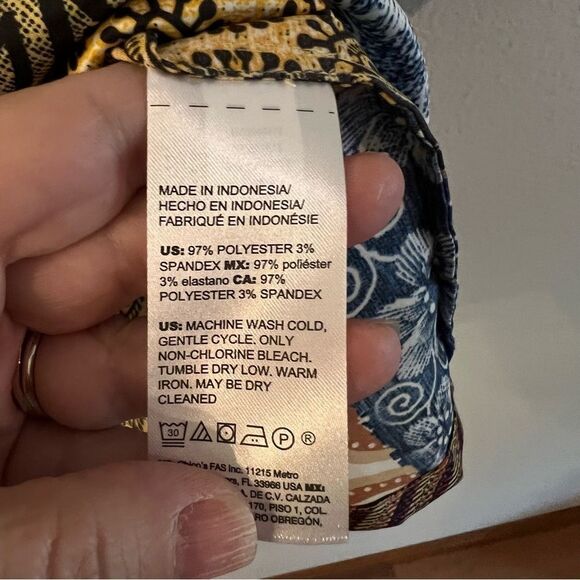 MADE IN INDONESIA/
HECHO EN INDONESIA/
FABRIQUÉ EN INDONÉSIE
US: 97% POLYESTER 3%
SPANDEX MX: 97% poliéster
3% elastano CA: 97%
POLYESTER 3% SPANDEX
US: MACHINE WASH COLD,
GENTLE CYCLE, ONLY
NON-CHLORINE BLEACH.
TUMBLE DRY LOW. WARM
IRON. MAY BE DRY
CLEANED
30 P ®
Chico's FAS Inc. 11215 Metro
FL 33966 USA MX:
A. DE C.V. CALZADA
170, PISO 1, COL.
OBREGÓN,